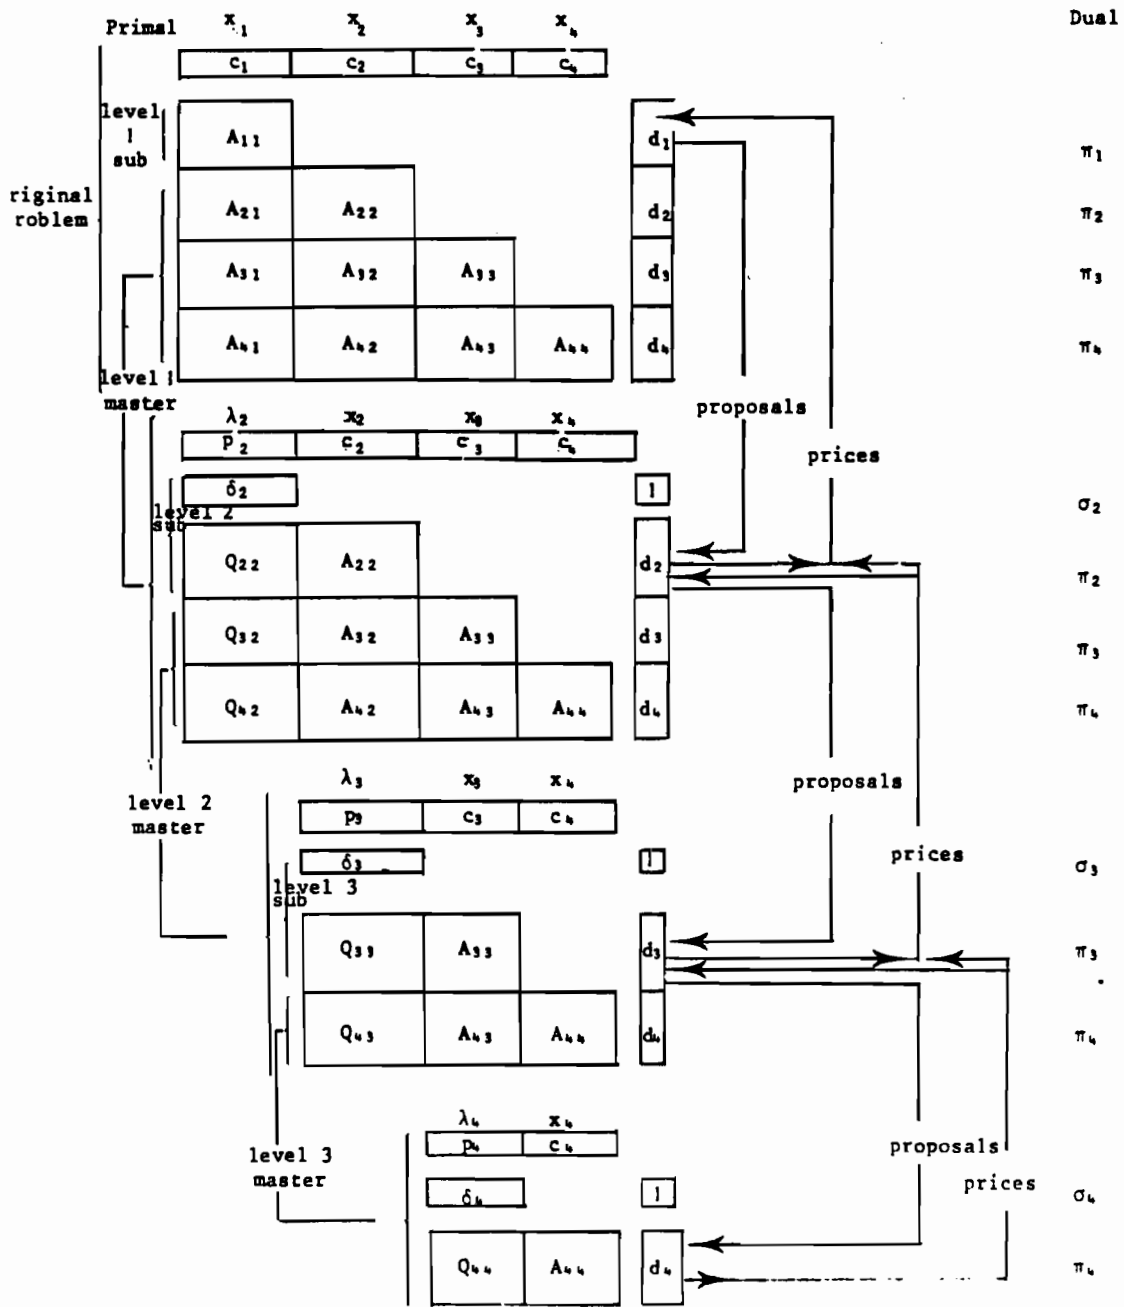 Primal x₁ x₂ x₃ x₄ Dual
c₁ c₂ c₃ c₄
level
1
sub
A₁₁ d₁ π₁
riginal
roblem
A₂₁ A₂₂ d₂ π₂
A₃₁ A₃₂ A₃₃ d₃ π₃
A₄₁ A₄₂ A₄₃ A₄₄ d₄ π₄
level 1
master
proposals
prices
λ₂ x₂ x₃ x₄
p₂ c₂ c₃ c₄
δ₂ 1 σ₂
level 2
sub
Q₂₂ A₂₂ d₂ π₂
Q₃₂ A₃₂ A₃₃ d₃ π₃
Q₄₂ A₄₂ A₄₃ A₄₄ d₄ π₄
proposals
prices
level 2
master
λ₃ x₃ x₄
p₃ c₃ c₄
δ₃ 1 σ₃
level 3
sub
Q₃₃ A₃₃ d₃ π₃
Q₄₃ A₄₃ A₄₄ d₄ π₄
level 3
master
proposals
prices
λ₄ x₄
p₄ c₄
δ₄ 1 σ₄
Q₄₄ A₄₄ d₄ π₄